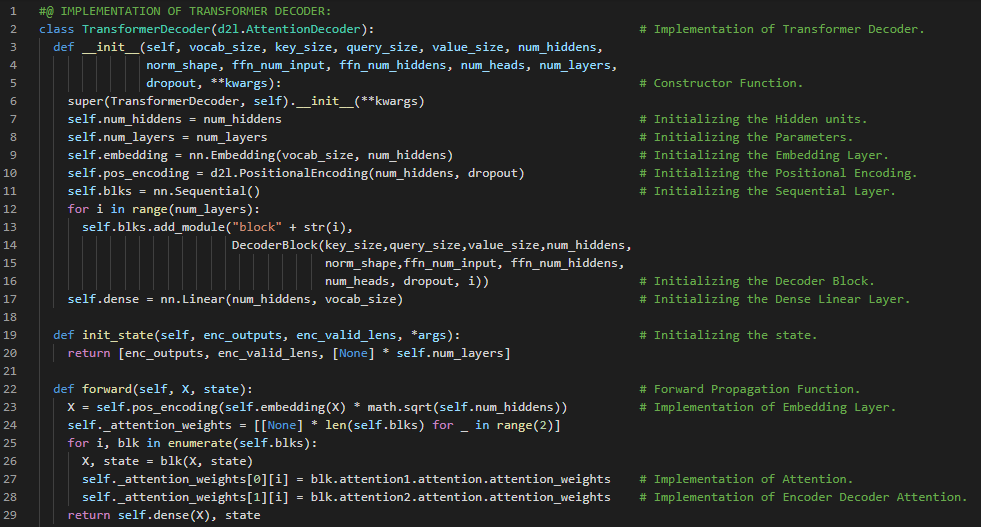 1 #@ IMPLEMENTATION OF TRANSFORMER DECODER:
2 class TransformerDecoder(d2l.AttentionDecoder): # Implementation of Transformer Decoder.
3 def __init__(self, vocab_size, key_size, query_size, value_size, num_hiddens,
4 norm_shape, ffn_num_input, ffn_num_hiddens, num_heads, num_layers,
5 dropout, **kwargs): # Constructor Function.
6 super(TransformerDecoder, self).__init__(**kwargs)
7 self.num_hiddens = num_hiddens # Initializing the Hidden units.
8 self.num_layers = num_layers # Initializing the Parameters.
9 self.embedding = nn.Embedding(vocab_size, num_hiddens) # Initializing the Embedding Layer.
10 self.pos_encoding = d2l.PositionalEncoding(num_hiddens, dropout) # Initializing the Positional Encoding.
11 self.blks = nn.Sequential() # Initializing the Sequential Layer.
12 for i in range(num_layers):
13 self.blks.add_module("block" + str(i),
14 DecoderBlock(key_size,query_size,value_size,num_hiddens,
15 norm_shape,ffn_num_input, ffn_num_hiddens,
16 num_heads, dropout, i)) # Initializing the Decoder Block.
17 self.dense = nn.Linear(num_hiddens, vocab_size) # Initializing the Dense Linear Layer.
18
19 def init_state(self, enc_outputs, enc_valid_lens, *args): # Initializing the state.
20 return [enc_outputs, enc_valid_lens, [None] * self.num_layers]
21
22 def forward(self, X, state): # Forward Propagation Function.
23 X = self.pos_encoding(self.embedding(X) * math.sqrt(self.num_hiddens)) # Implementation of Embedding Layer.
24 self._attention_weights = [[None] * len(self.blks) for _ in range(2)]
25 for i, blk in enumerate(self.blks):
26 X, state = blk(X, state)
27 self._attention_weights[0][i] = blk.attention1.attention.attention_weights # Implementation of Attention.
28 self._attention_weights[1][i] = blk.attention2.attention.attention_weights # Implementation of Encoder Decoder Attention.
29 return self.dense(X), state